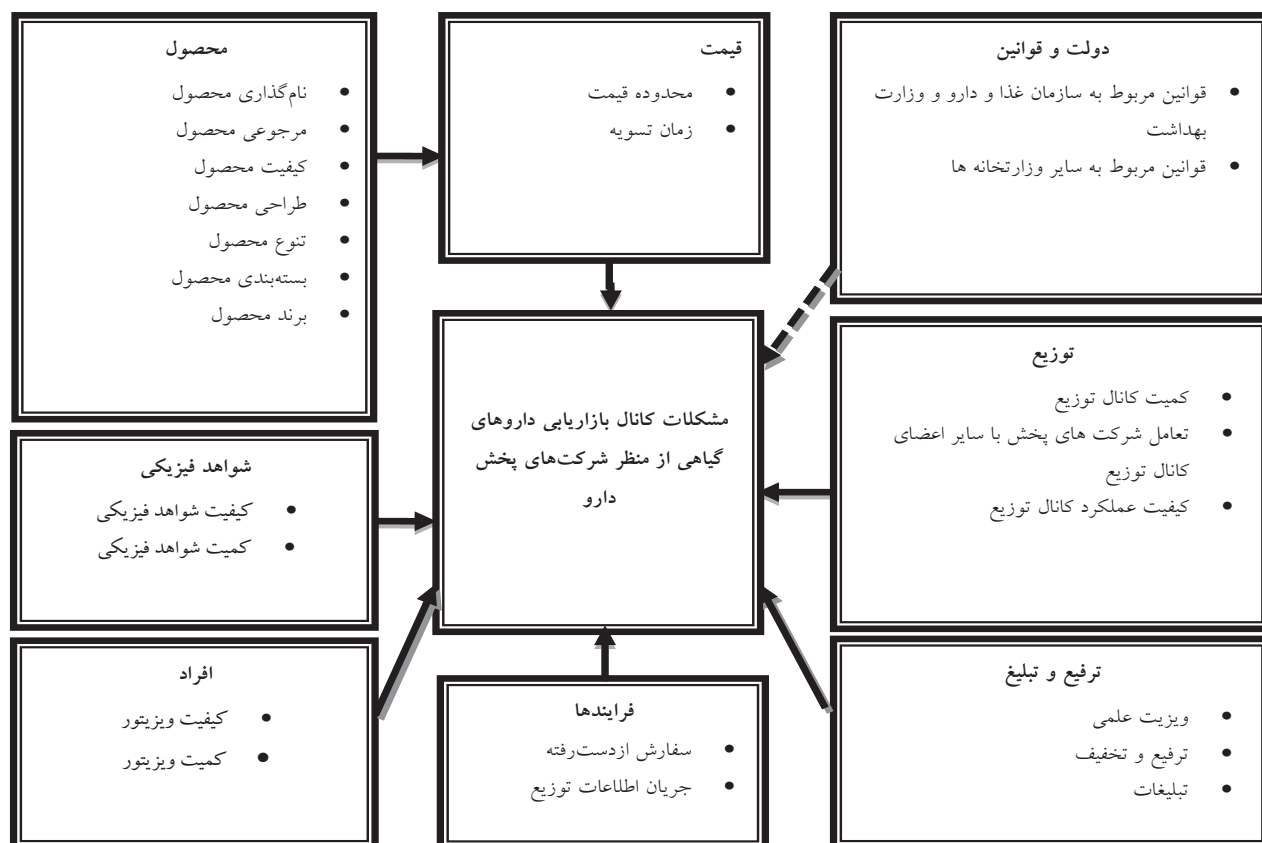 دولت و قوانین
• قوانین مربوط به سازمان غذا و دارو و وزارت
بهداشت
• قوانین مربوط به سایر وزارتخانه ها
قیمت
• محدوده قیمت
• زمان تسویه
محصول
• نام‌گذاری محصول
• مرجوعی محصول
• کیفیت محصول
• طراحی محصول
• تنوع محصول
• بسته‌بندی محصول
• برند محصول
توزیع
• کمیت کانال توزیع
• تعامل شرکت های پخش با سایر اعضای
کانال توزیع
• کیفیت عملکرد کانال توزیع
مشکلات کانال بازاریابی داروهای
گیاهی از منظر شرکت‌های پخش
دارو
شواهد فیزیکی
• کیفیت شواهد فیزیکی
• کمیت شواهد فیزیکی
ترفیع و تبلیغ
• ویزیت علمی
• ترفیع و تخفیف
• تبلیغات
فرایندها
• سفارش ازدست‌رفته
• جریان اطلاعات توزیع
افراد
• کیفیت ویزیتور
• کمیت ویزیتور